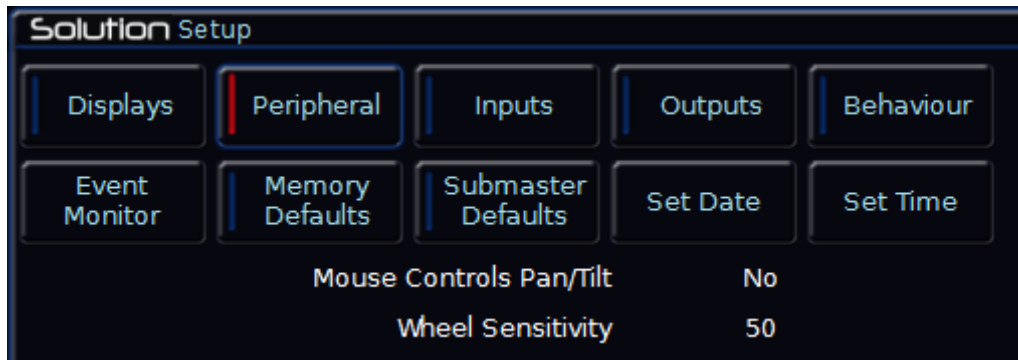 Solution Setup
Displays Peripheral Inputs Outputs Behaviour
Event Monitor Memory Defaults Submaster Defaults Set Date Set Time
Mouse Controls Pan/Tilt No
Wheel Sensitivity 50